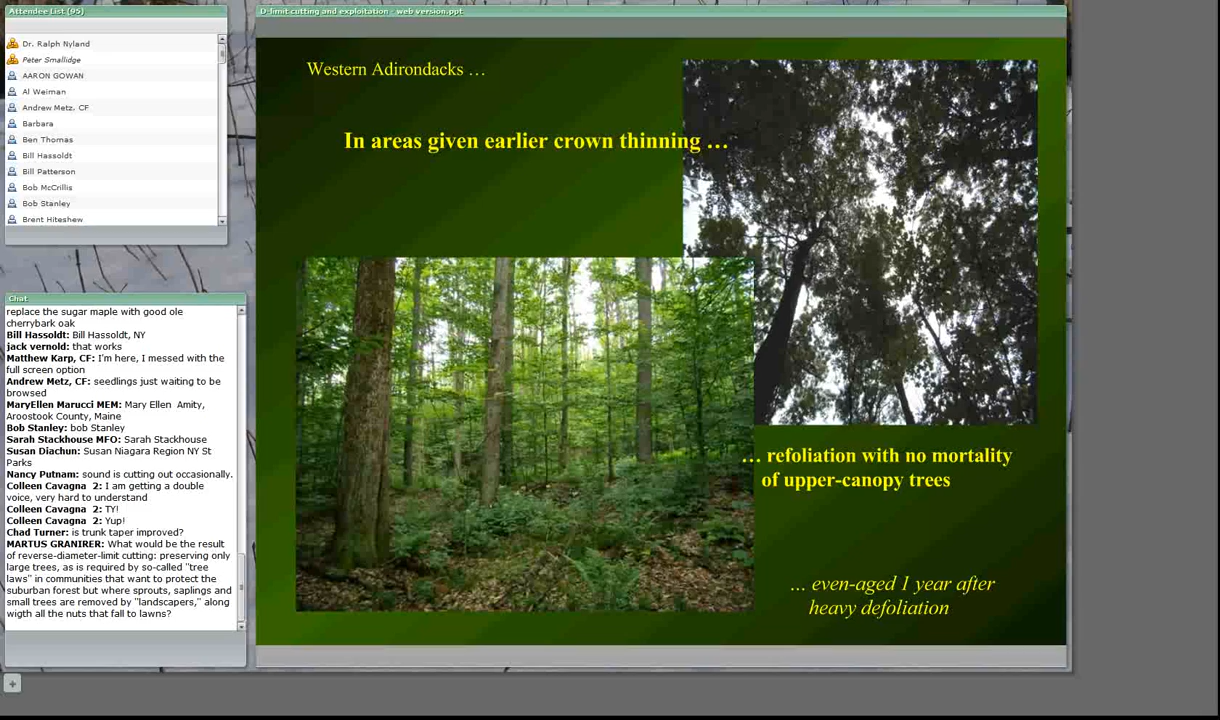 Attendee List (95)
Dr. Ralph Nyland
Peter Smallidge
AARON GOWAN
Al Weiman
Andrew Metz, CF
Barbara
Ben Thomas
Bill Hassoldt
Bill Patterson
Bob McCrillis
Bob Stanley
Brent Hiteshew
Chat
replace the sugar maple with good ole
cherrybark oak
Bill Hassoldt: Bill Hassoldt, NY
jack vernold: that works
Matthew Karp, CF: I'm here, I messed with the
full screen option
Andrew Metz, CF: seedlings just waiting to be
browsed
MaryEllen Marucci MEM: Mary Ellen Amity,
Aroostook County, Maine
Bob Stanley: bob Stanley
Sarah Stackhouse MFO: Sarah Stackhouse
Susan Diachun: Susan Niagara Region NY St
Parks
Nancy Putnam: sound is cutting out occasionally.
Colleen Cavagna 2: I am getting a double
voice, very hard to understand
Colleen Cavagna 2: TY!
Colleen Cavagna 2: Yup!
Chad Turner: is trunk taper improved?
MARTUS GRANIRER: What would be the result
of reverse-diameter-limit cutting: preserving only
large trees, as is required by so-called "tree
laws" in communities that want to protect the
suburban forest but where sprouts, saplings and
small trees are removed by "landscapers," along
wigth all the nuts that fall to lawns?
D-limit cutting and exploitation - web version.ppt
Western Adirondacks ...
In areas given earlier crown thinning ...
... refoliation with no mortality
of upper-canopy trees
... even-aged 1 year after
heavy defoliation